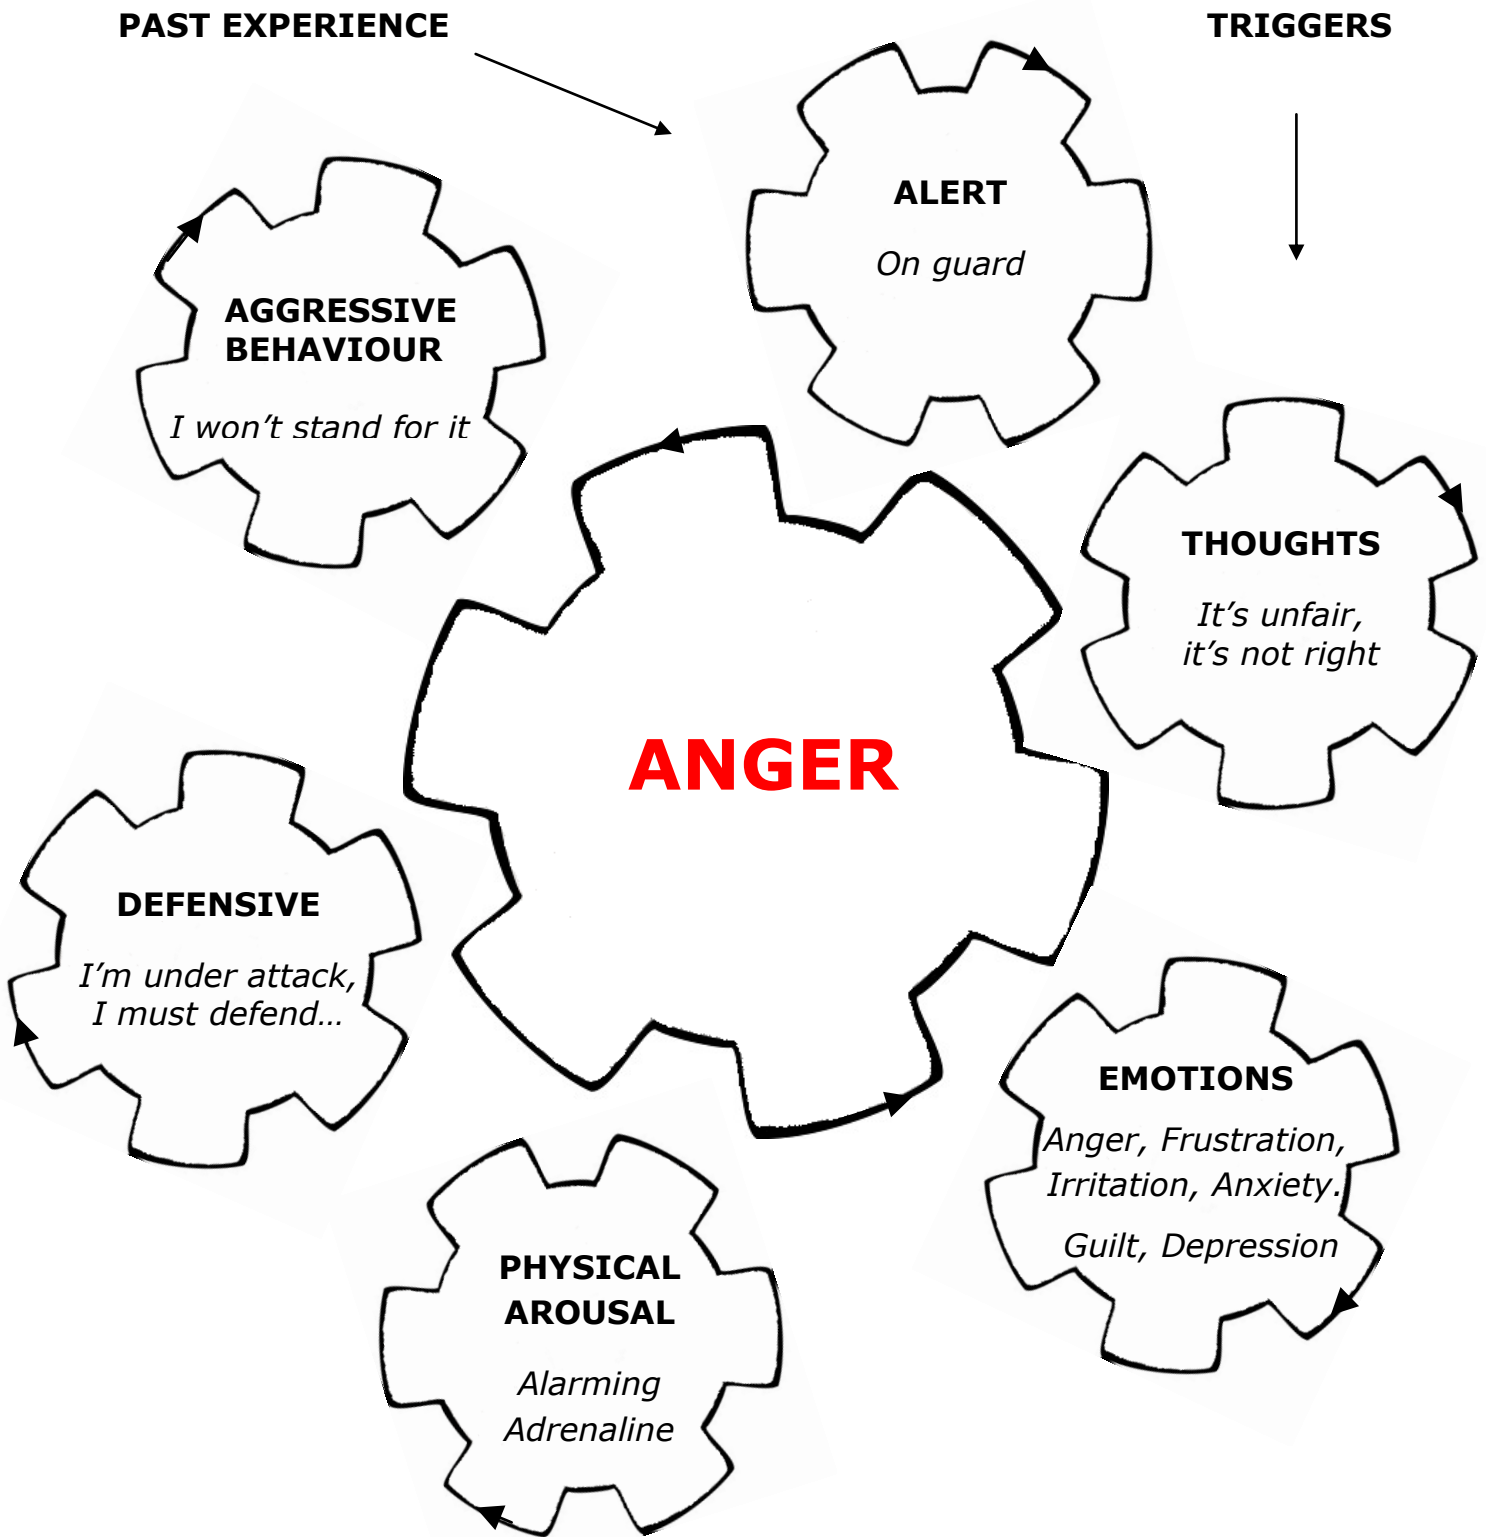 PAST EXPERIENCE
TRIGGERS
ALERT
On guard
AGGRESSIVE
BEHAVIOUR
I won’t stand for it
THOUGHTS
It’s unfair,
it’s not right
ANGER
DEFENSIVE
I’m under attack,
I must defend…
EMOTIONS
Anger, Frustration,
Irritation, Anxiety.
Guilt, Depression
PHYSICAL
AROUSAL
Alarming
Adrenaline